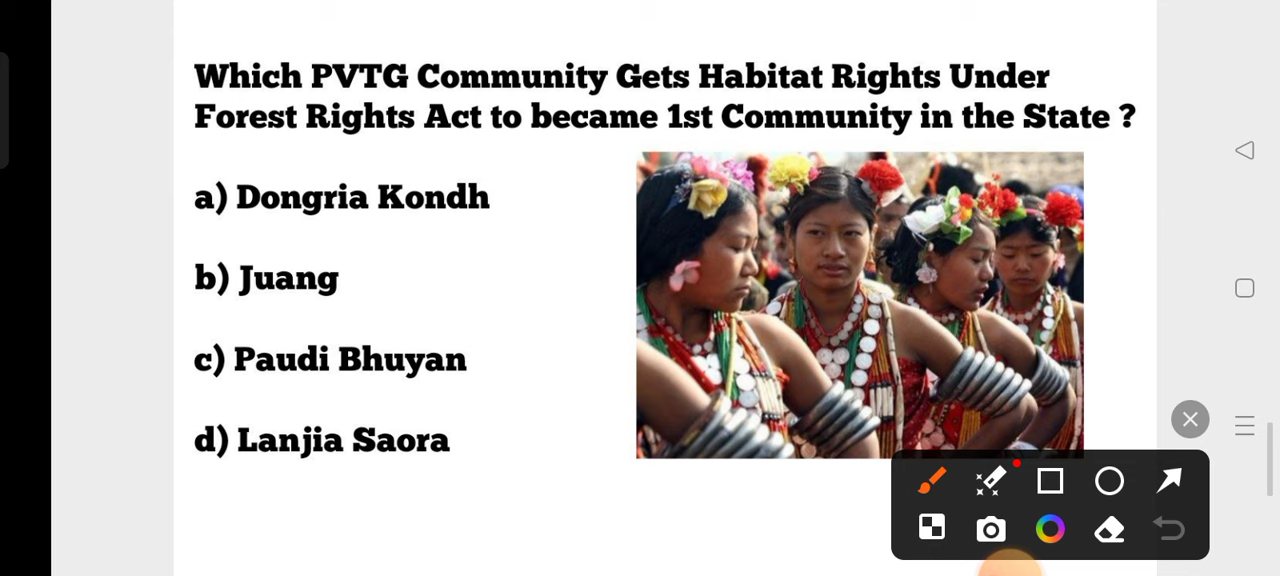 Which PVTG Community Gets Habitat Rights Under
Forest Rights Act to became 1st Community in the State ?
a) Dongria Kondh
b) Juang
c) Paudi Bhuyan
d) Lanjia Saora